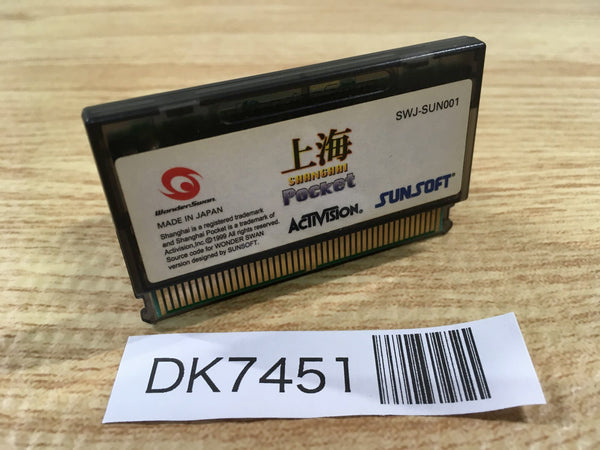 SWJ-SUN001
上海
SHANGHAI
Pocket
WonderSwan
MADE IN JAPAN
Shanghai is a registered trademark
and Shanghai Pocket is a trademark of
Activision,Inc.©1999 All rights reserved.
Source code for WONDER SWAN
version designed by SUNSOFT.
ACTIVISION®
SUNSOFT®
DK7451